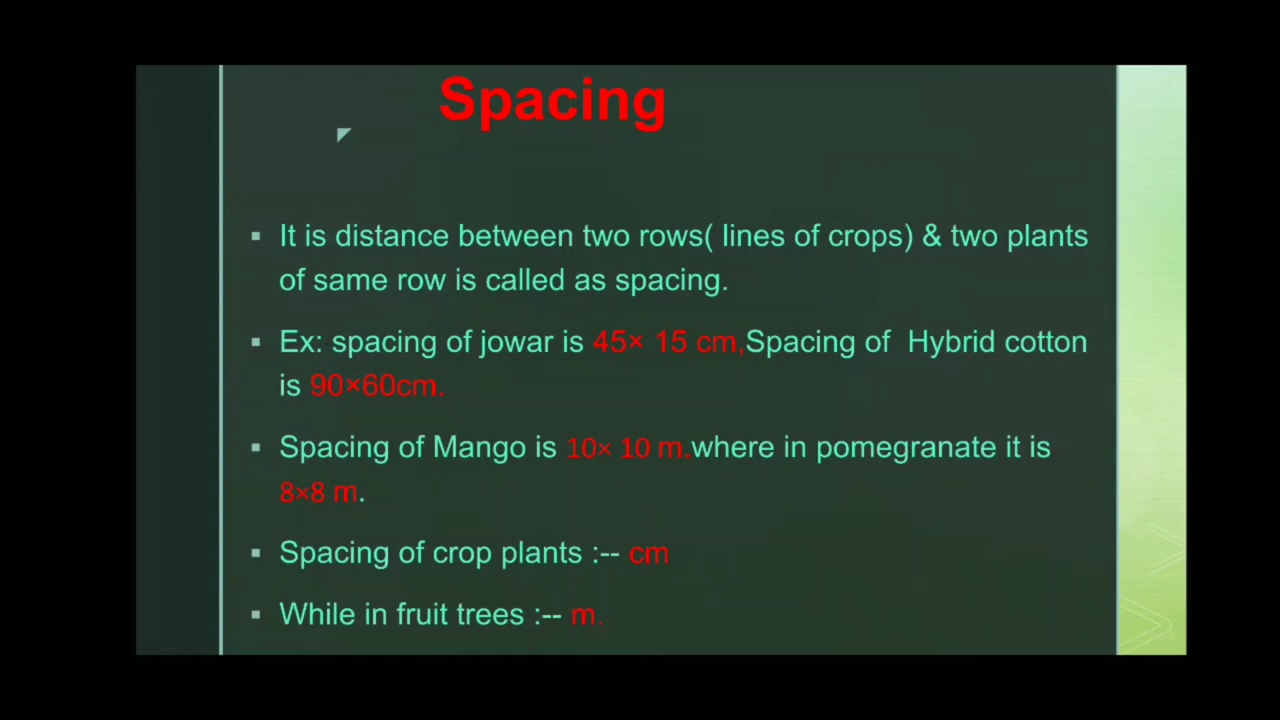 Spacing
It is distance between two rows( lines of crops) & two plants
of same row is called as spacing.
Ex: spacing of jowar is 45× 15 cm,Spacing of Hybrid cotton
is 90×60cm.
Spacing of Mango is 10× 10 m.where in pomegranate it is
8×8 m.
Spacing of crop plants :-- cm
While in fruit trees :-- m.